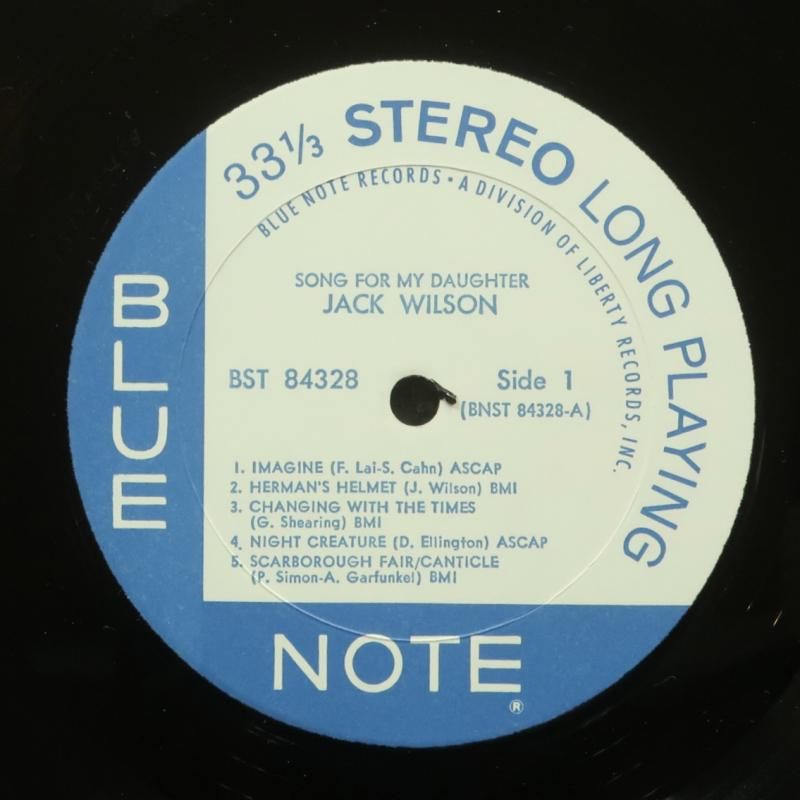 33⅓ STEREO LONG PLAYING
BLUE NOTE RECORDS • A DIVISION OF LIBERTY RECORDS, INC.
SONG FOR MY DAUGHTER
JACK WILSON
BST 84328
Side 1
(BNST 84328-A)
1. IMAGINE (F. Lai-S. Cahn) ASCAP
2. HERMAN'S HELMET (J. Wilson) BMI
3. CHANGING WITH THE TIMES
(G. Shearing) BMI
4. NIGHT CREATURE (D. Ellington) ASCAP
5. SCARBOROUGH FAIR/CANTICLE
(P. Simon-A. Garfunkel) BMI
BLUE
NOTE
®